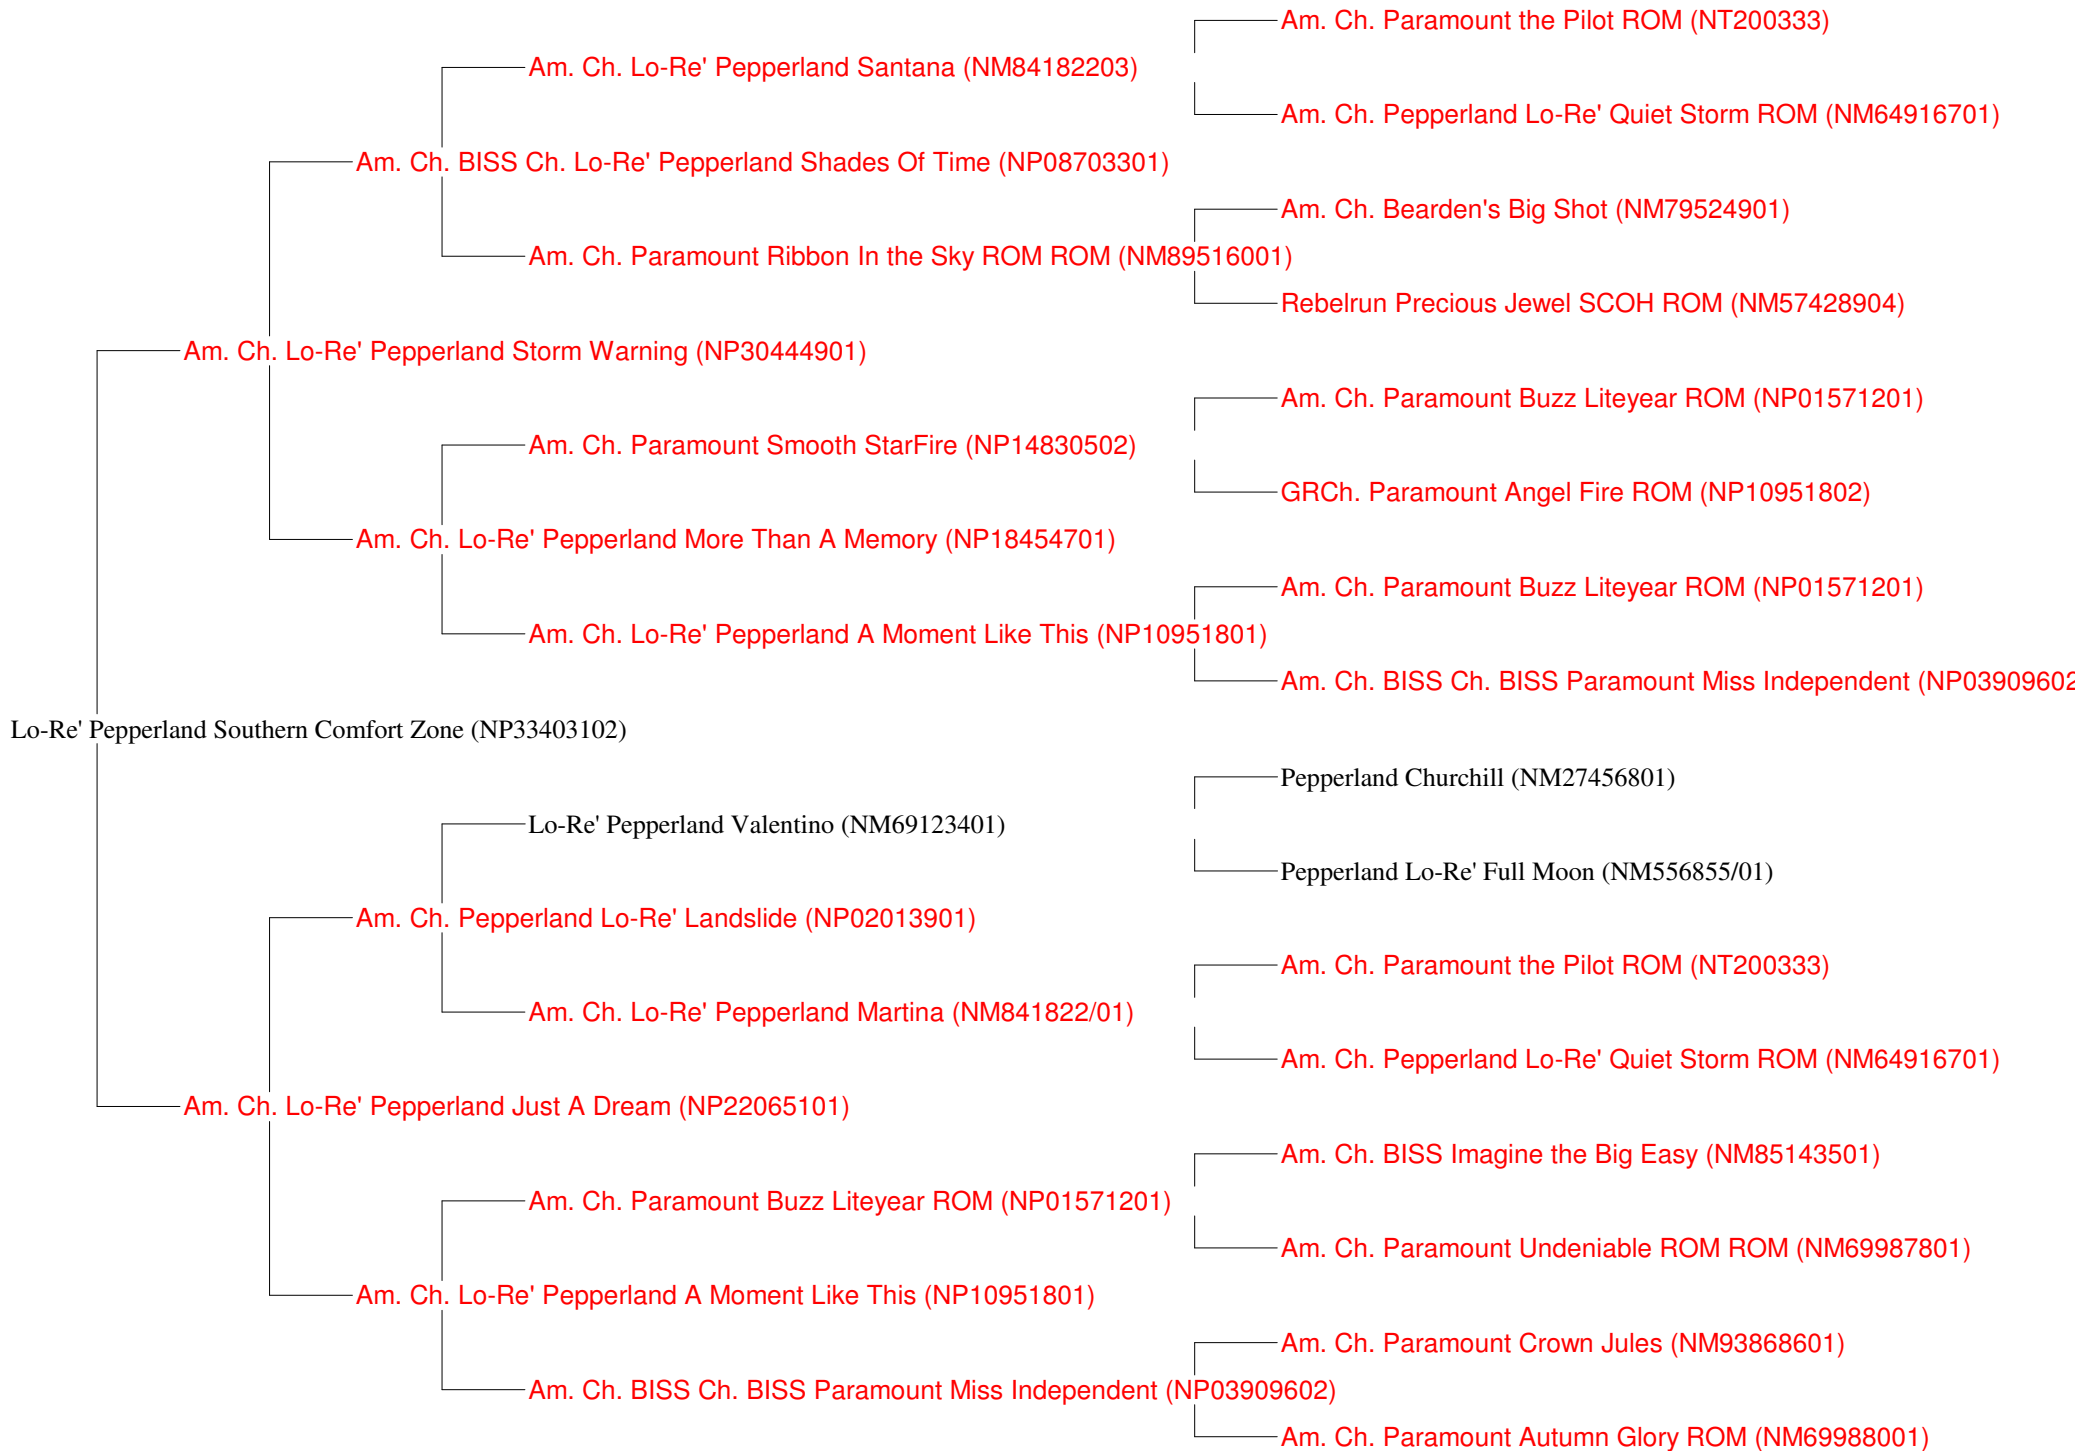 Am. Ch. Paramount the Pilot ROM (NT200333)
Am. Ch. Lo-Re' Pepperland Santana (NM84182203)
Am. Ch. Pepperland Lo-Re' Quiet Storm ROM (NM64916701)
Am. Ch. BISS Ch. Lo-Re' Pepperland Shades Of Time (NP08703301)
Am. Ch. Bearden's Big Shot (NM79524901)
Am. Ch. Paramount Ribbon In the Sky ROM ROM (NM89516001)
Rebelrun Precious Jewel SCOH ROM (NM57428904)
Am. Ch. Lo-Re' Pepperland Storm Warning (NP30444901)
Am. Ch. Paramount Buzz Liteyear ROM (NP01571201)
Am. Ch. Paramount Smooth StarFire (NP14830502)
GRCh. Paramount Angel Fire ROM (NP10951802)
Am. Ch. Lo-Re' Pepperland More Than A Memory (NP18454701)
Am. Ch. Paramount Buzz Liteyear ROM (NP01571201)
Am. Ch. Lo-Re' Pepperland A Moment Like This (NP10951801)
Am. Ch. BISS Ch. BISS Paramount Miss Independent (NP03909602
Lo-Re' Pepperland Southern Comfort Zone (NP33403102)
Pepperland Churchill (NM27456801)
Lo-Re' Pepperland Valentino (NM69123401)
Pepperland Lo-Re' Full Moon (NM556855/01)
Am. Ch. Pepperland Lo-Re' Landslide (NP02013901)
Am. Ch. Paramount the Pilot ROM (NT200333)
Am. Ch. Lo-Re' Pepperland Martina (NM841822/01)
Am. Ch. Pepperland Lo-Re' Quiet Storm ROM (NM64916701)
Am. Ch. Lo-Re' Pepperland Just A Dream (NP22065101)
Am. Ch. BISS Imagine the Big Easy (NM85143501)
Am. Ch. Paramount Buzz Liteyear ROM (NP01571201)
Am. Ch. Paramount Undeniable ROM ROM (NM69987801)
Am. Ch. Lo-Re' Pepperland A Moment Like This (NP10951801)
Am. Ch. Paramount Crown Jules (NM93868601)
Am. Ch. BISS Ch. BISS Paramount Miss Independent (NP03909602)
Am. Ch. Paramount Autumn Glory ROM (NM69988001)